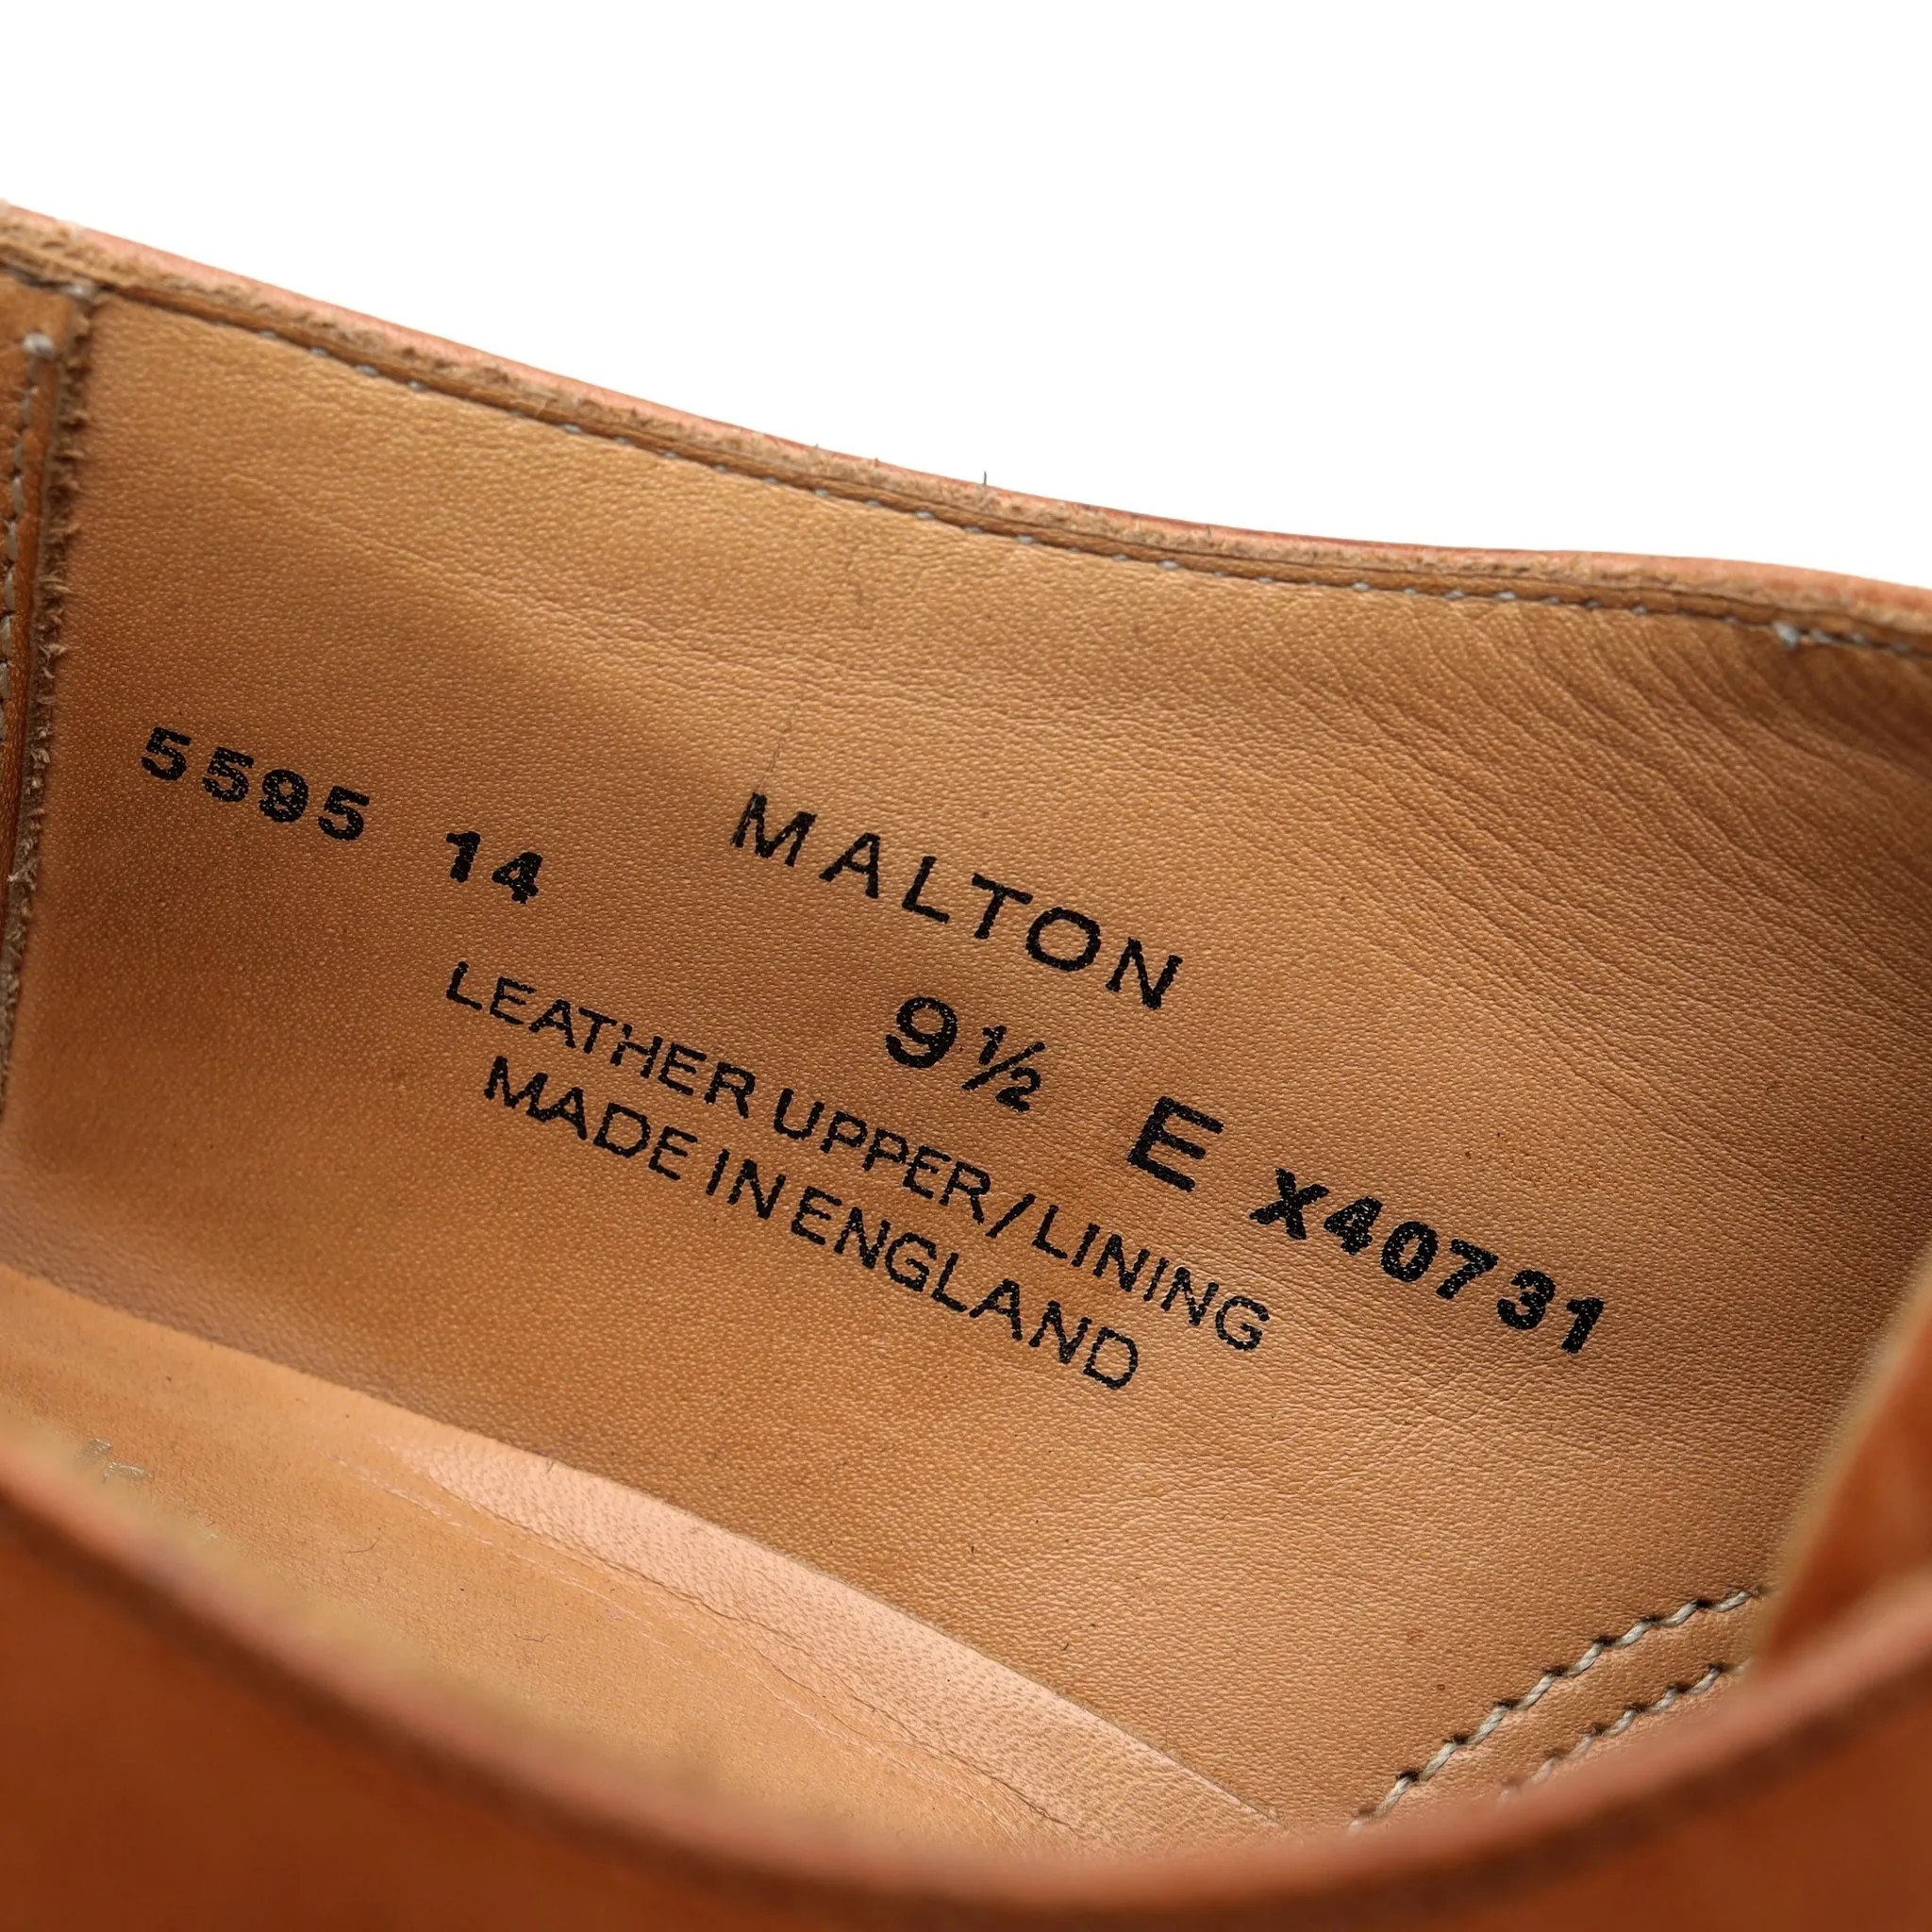 MALTON
5595 14 9½ E X40731
LEATHER UPPER/LINING
MADE IN ENGLAND